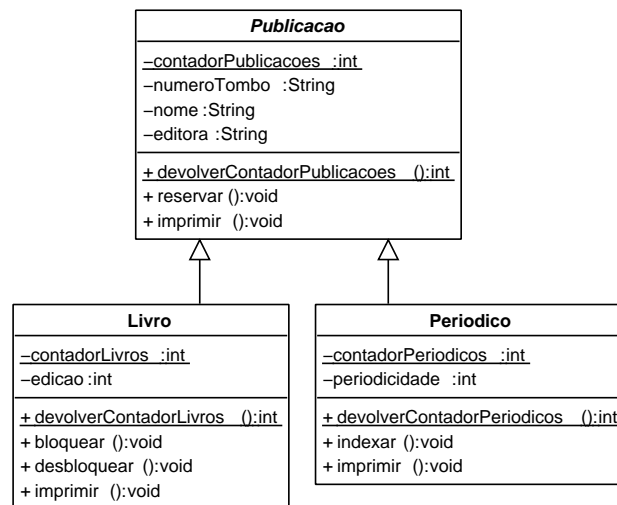 Publicacao
−contadorPublicacoes :int
−numeroTombo :String
−nome :String
−editora :String
+ devolverContadorPublicacoes ():int
+ reservar ():void
+ imprimir ():void
Livro
−contadorLivros :int
−edicao :int
+ devolverContadorLivros ():int
+ bloquear ():void
+ desbloquear ():void
+ imprimir ():void
Periodico
−contadorPeriodicos :int
−periodicidade :int
+ devolverContadorPeriodicos ():int
+ indexar ():void
+ imprimir ():void